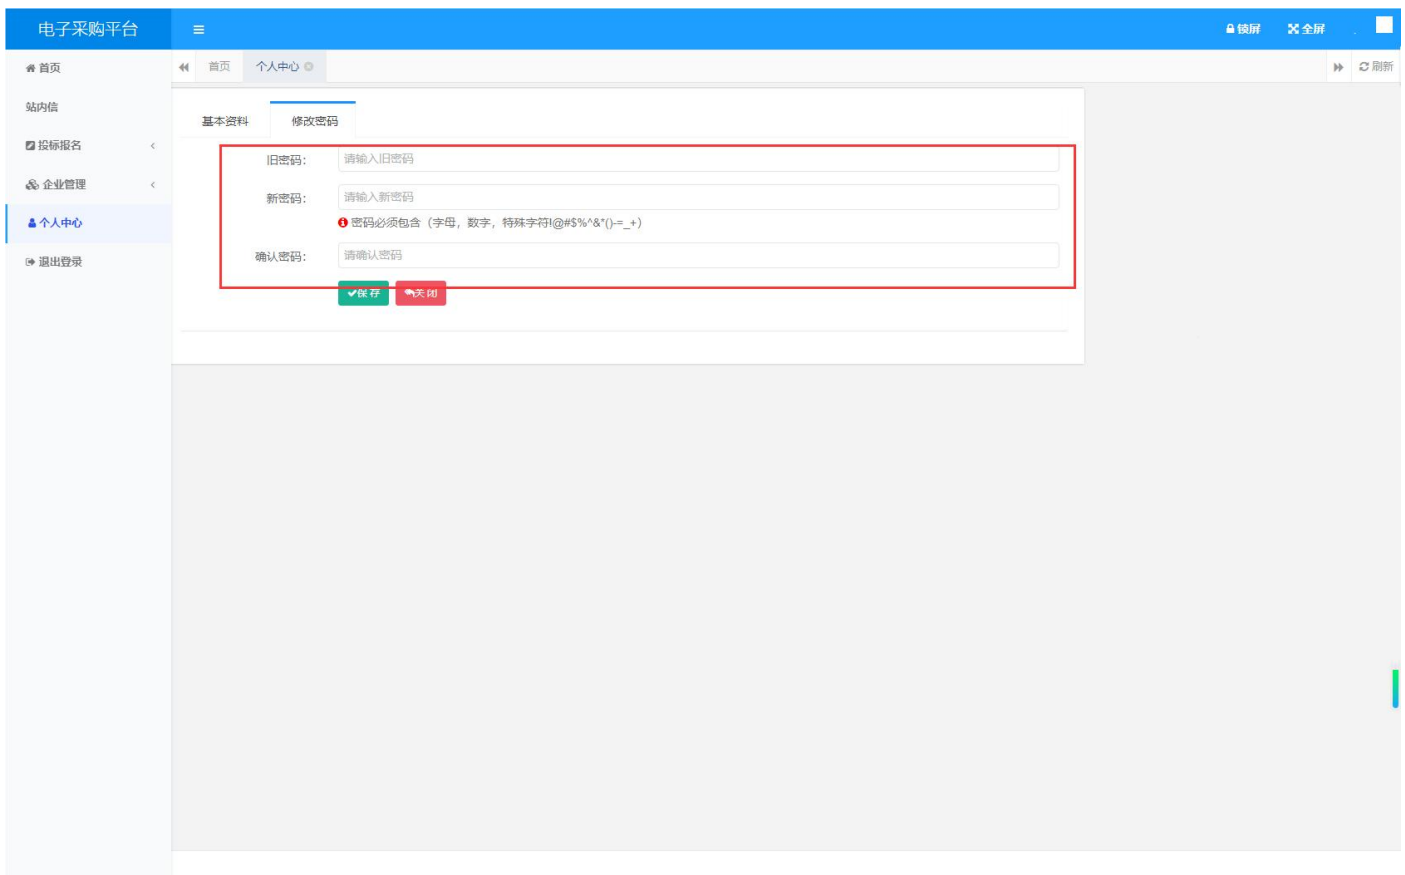 电子采购平台
锁屏 全屏
首页
首页 个人中心
刷新
站内信
基本资料 修改密码
投标报名
旧密码: 请输入旧密码
企业管理
新密码: 请输入新密码
个人中心
密码必须包含（字母，数字，特殊字符!@#$%^&*()-=_+）
确认密码: 请确认密码
退出登录
保存 关闭